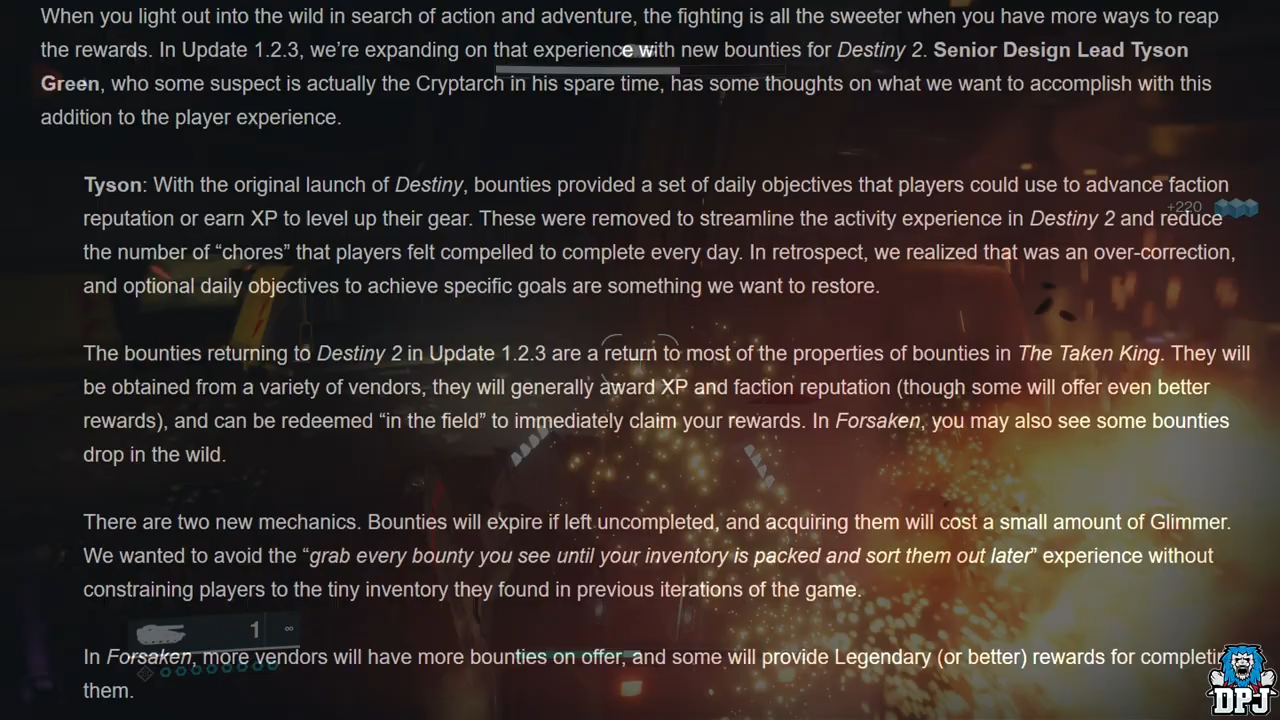 When you light out into the wild in search of action and adventure, the fighting is all the sweeter when you have more ways to reap
the rewards. In Update 1.2.3, we’re expanding on that experience with new bounties for Destiny 2. Senior Design Lead Tyson
Green, who some suspect is actually the Cryptarch in his spare time, has some thoughts on what we want to accomplish with this
addition to the player experience.
Tyson: With the original launch of Destiny, bounties provided a set of daily objectives that players could use to advance faction
reputation or earn XP to level up their gear. These were removed to streamline the activity experience in Destiny 2 and reduce
+220
the number of “chores” that players felt compelled to complete every day. In retrospect, we realized that was an over-correction,
and optional daily objectives to achieve specific goals are something we want to restore.
The bounties returning to Destiny 2 in Update 1.2.3 are a return to most of the properties of bounties in The Taken King. They will
be obtained from a variety of vendors, they will generally award XP and faction reputation (though some will offer even better
rewards), and can be redeemed “in the field” to immediately claim your rewards. In Forsaken, you may also see some bounties
drop in the wild.
There are two new mechanics. Bounties will expire if left uncompleted, and acquiring them will cost a small amount of Glimmer.
We wanted to avoid the “grab every bounty you see until your inventory is packed and sort them out later” experience without
constraining players to the tiny inventory they found in previous iterations of the game.
1 ∞
In Forsaken, more vendors will have more bounties on offer, and some will provide Legendary (or better) rewards for completi
them.
DPJ